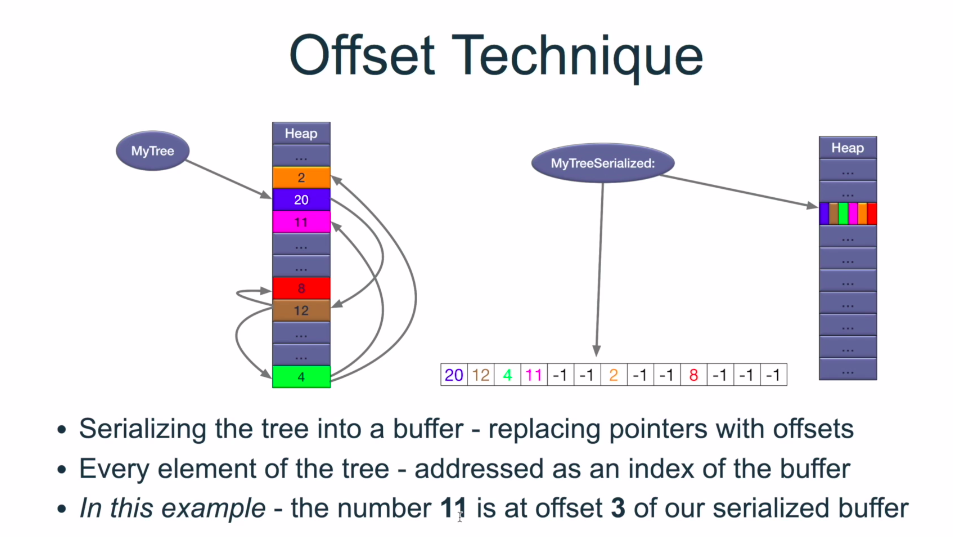 Offset Technique
MyTree
Heap
...
2
20
11
...
...
8
12
...
...
4
MyTreeSerialized:
Heap
...
...
...
...
...
...
...
...
...
20 12 4 11 -1 -1 2 -1 -1 8 -1 -1 -1
• Serializing the tree into a buffer - replacing pointers with offsets
• Every element of the tree - addressed as an index of the buffer
• In this example - the number 11 is at offset 3 of our serialized buffer